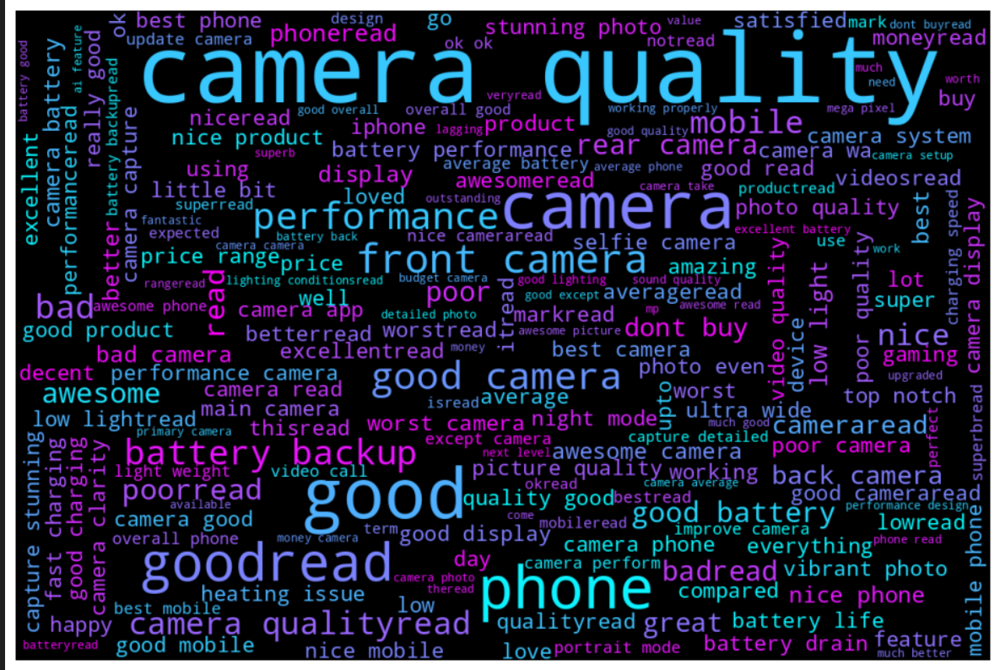 best phone
design
go
stunning photo
value
satisfied
mark
dont buyread
ok
update camera
phoneread
ok ok
notread
moneyread
camera quality
battery good
camera battery
ai feature
really good
battery backupread
much
need
worth
veryread
buy
niceread
good overall
overall good
working properly
mega pixel
iphone
lagging
product
mobile
nice product
good quality
camera system
excellent
performanceread
camera capture
superb
battery performance
rear camera
camera wa
camera setup
using
average battery
average phone
good read
display
awesomeread
camera take
videosread
little bit
loved
outstanding
productread
superread
performance
camera
photo quality
best
charging speed
camera display
fantastic
expected
battery back
nice cameraread
excellent battery
better
camera camera
selfie camera
use
work
price range
price
front camera
amazing
video quality
low light
poor quality
rangeread
read
lighting conditionsread
budget camera
itread
good lighting
sound quality
lot
bad
awesome phone
well
poor
good except
averageread
super
camera app
detailed photo
markread
mp
awesome read
good product
betterread
worstread
awesome picture
dont buy
device
nice
bad camera
excellentread
money
best camera
gaming
decent
performance camera
good camera
photo even
upgraded
awesome
camera read
isread
average
upto
worst
top notch
main camera
ultra wide
low lightread
primary camera
thisread
worst camera
night mode
much good
cameraread
perfect
superbread
except camera
capture detailed
poor camera
capture stunning
fast charging
good charging
camera clarity
battery backup
next level
awesome camera
light weight
video call
picture quality
working
back camera
poorread
good
okread
camera average
good cameraread
available
quality good
bestread
performance design
camera good
come
mobileread
good battery
lowread
mobile phone
overall phone
money camera
term
good display
improve camera
phone read
camera phone
everything
goodread
day
camera perform
badread
vibrant photo
camera photo
theread
phone
compared
nice phone
heating issue
low
best mobile
happy
camera qualityread
qualityread
great
battery life
batteryread
good mobile
nice mobile
love
portrait mode
battery drain
feature
much better